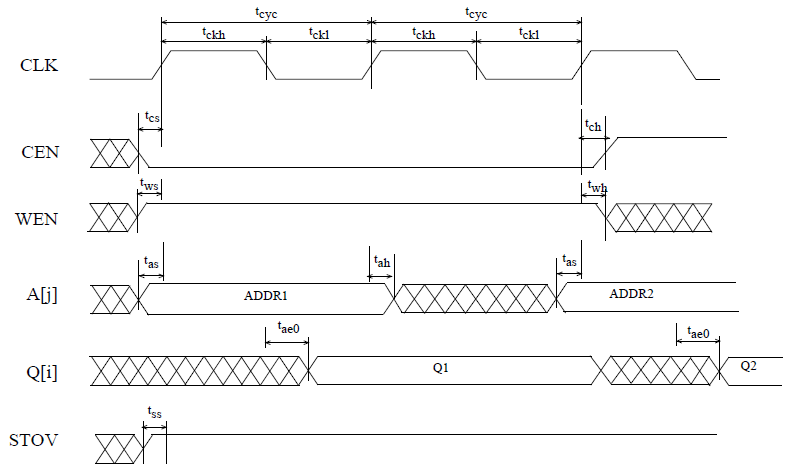 tcyc tcyc
tckh tckl tckh tckl
CLK
tcs tch
CEN
tws twh
WEN
tas tah tas
A[j] ADDR1 ADDR2
tae0 tae0
Q[i] Q1 Q2
tss
STOV